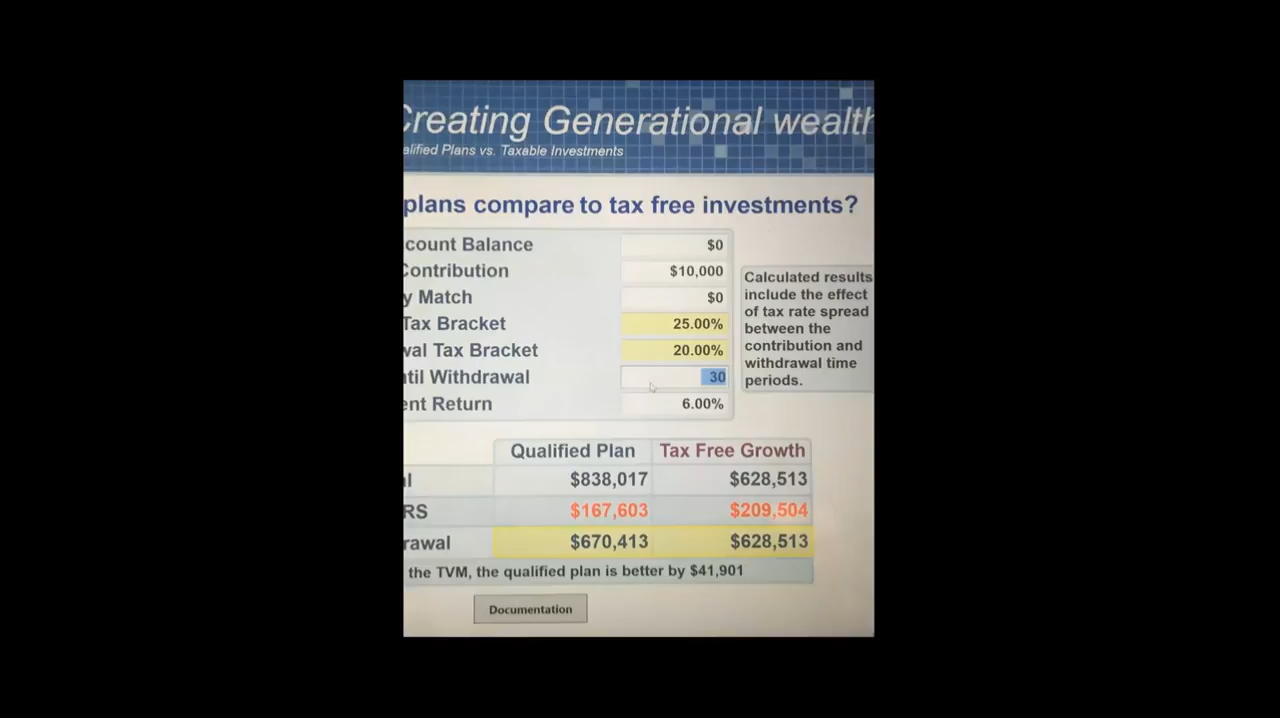 Creating Generational wealth
alified Plans vs. Taxable Investments
plans compare to tax free investments?
count Balance $0
Contribution $10,000
y Match $0
Tax Bracket 25.00%
wal Tax Bracket 20.00%
til Withdrawal 30
ent Return 6.00%
Calculated results
include the effect
of tax rate spread
between the
contribution and
withdrawal time
periods.
Qualified Plan Tax Free Growth
l $838,017 $628,513
RS $167,603 $209,504
rawal $670,413 $628,513
the TVM, the qualified plan is better by $41,901
Documentation